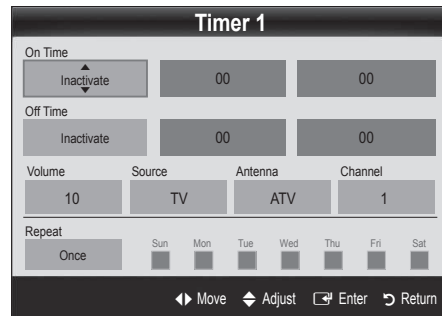 Timer 1
On Time
Inactivate 00 00
Off Time
Inactivate 00 00
Volume Source Antenna Channel
10 TV ATV 1
Repeat
Once Sun Mon Tue Wed Thu Fri Sat
Move Adjust Enter Return